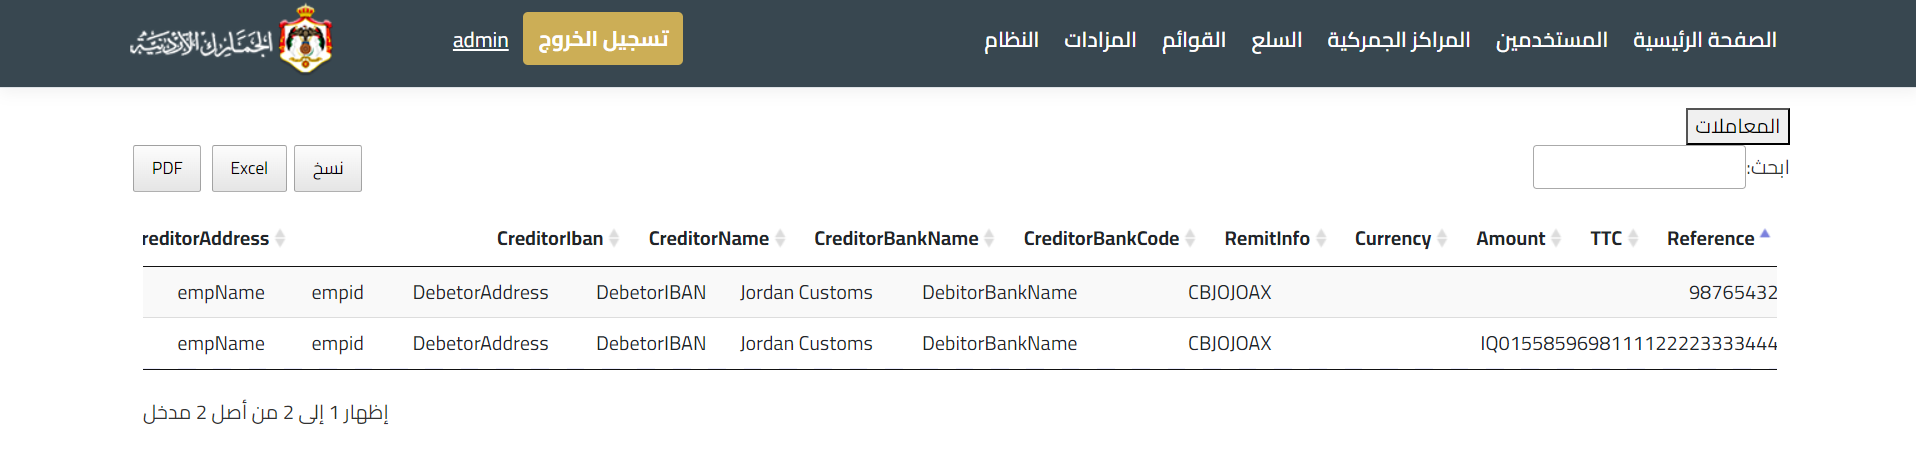 الصفحة الرئيسية المستخدمين المراكز الجمركية السلع القوائم المزادات النظام تسجيل الخروج admin الجمارك الأردنية
المعاملات
ابحث: نسخ Excel PDF
Reference TTC Amount Currency RemitInfo CreditorBankCode CreditorBankName CreditorName CreditorIban reditorAddress
98765432 CBJOJOAX DebitorBankName Jordan Customs DebetorIBAN DebetorAddress empid empName
IQ01558596981111122223333444 CBJOJOAX DebitorBankName Jordan Customs DebetorIBAN DebetorAddress empid empName
إظهار 1 إلى 2 من أصل 2 مدخل